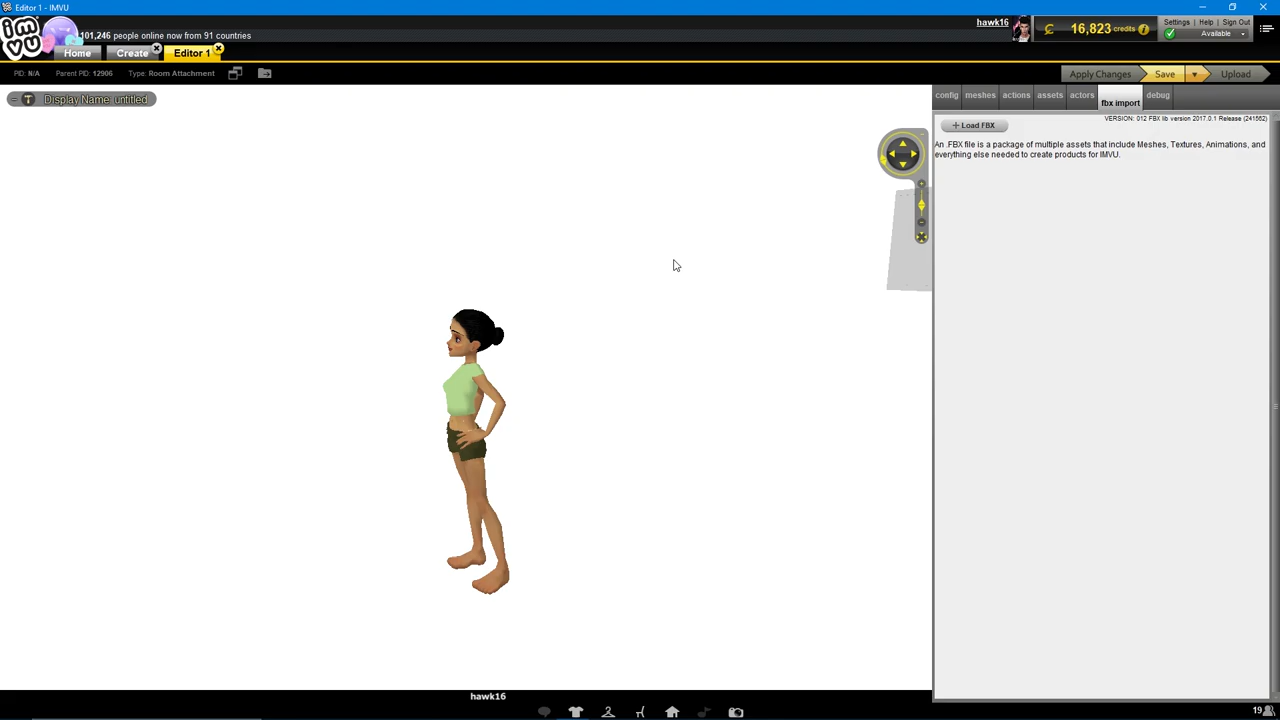 Editor 1 - IMVU
imvu
101,246 people online now from 91 countries
hawk16
16,823 credits
Settings | Help | Sign Out
Available
Home
Create
Editor 1
PID: N/A Parent PID: 12906 Type: Room Attachment
Apply Changes
Save
Upload
Display Name: untitled
config
meshes
actions
assets
actors
fbx import
debug
VERSION: 012 FBX lib version 2017.0.1 Release (241562)
+ Load FBX
An .FBX file is a package of multiple assets that include Meshes, Textures, Animations, and
everything else needed to create products for IMVU.
hawk16
19